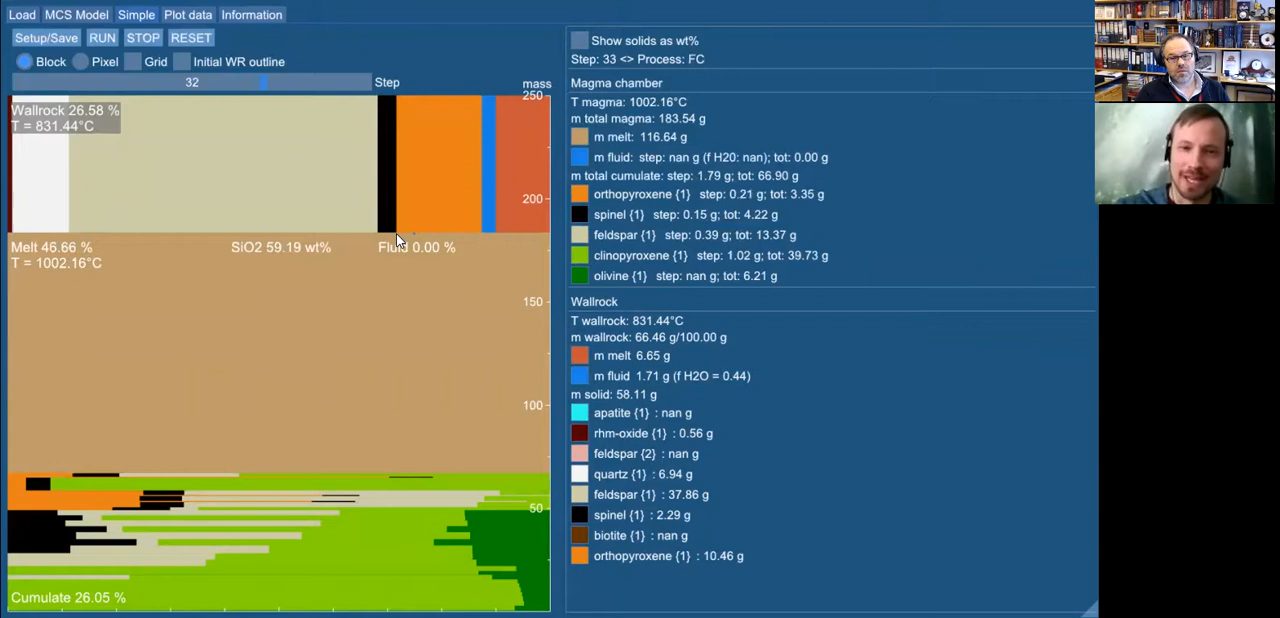 Load MCS Model Simple Plot data Information
Setup/Save RUN STOP RESET
Block Pixel Grid Initial WR outline
32 Step
mass
250
Wallrock 26.58 %
T = 831.44°C
200
Melt 46.66 % SiO2 59.19 wt% Fluid 0.00 %
T = 1002.16°C
150
100
50
Cumulate 26.05 %
Show solids as wt%
Step: 33 <> Process: FC
Magma chamber
T magma: 1002.16°C
m total magma: 183.54 g
m melt: 116.64 g
m fluid: step: nan g (f H20: nan); tot: 0.00 g
m total cumulate: step: 1.79 g; tot: 66.90 g
orthopyroxene {1} step: 0.21 g; tot: 3.35 g
spinel {1} step: 0.15 g; tot: 4.22 g
feldspar {1} step: 0.39 g; tot: 13.37 g
clinopyroxene {1} step: 1.02 g; tot: 39.73 g
olivine {1} step: nan g; tot: 6.21 g
Wallrock
T wallrock: 831.44°C
m wallrock: 66.46 g/100.00 g
m melt 6.65 g
m fluid 1.71 g (f H2O = 0.44)
m solid: 58.11 g
apatite {1} : nan g
rhm-oxide {1} : 0.56 g
feldspar {2} : nan g
quartz {1} : 6.94 g
feldspar {1} : 37.86 g
spinel {1} : 2.29 g
biotite {1} : nan g
orthopyroxene {1} : 10.46 g